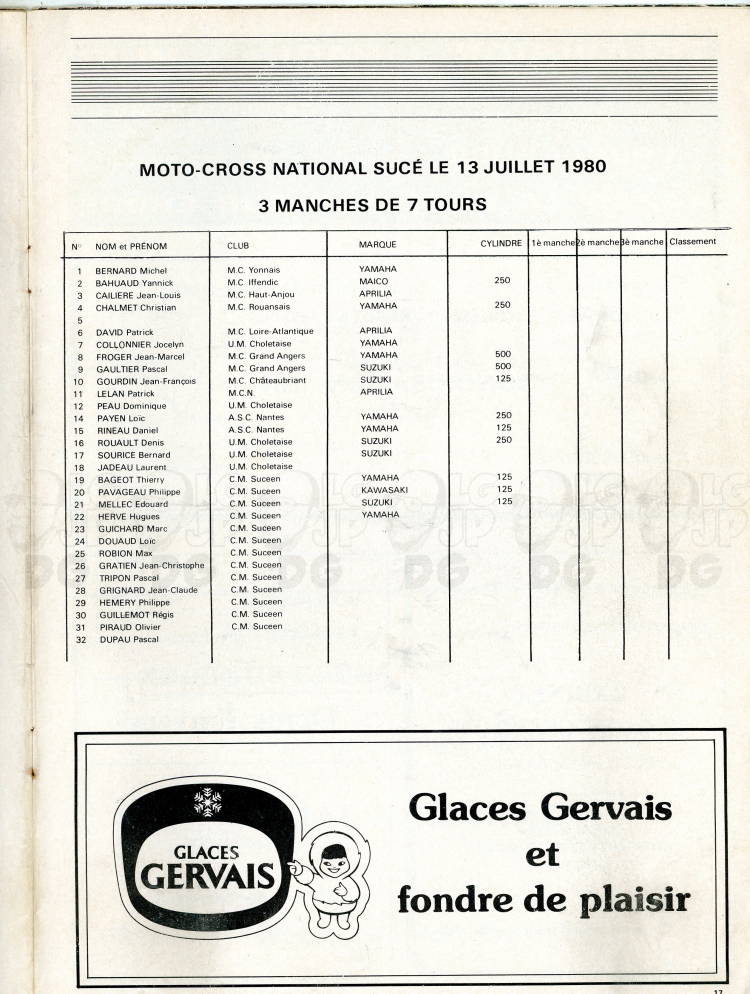 MOTO-CROSS NATIONAL SUCÉ LE 13 JUILLET 1980
3 MANCHES DE 7 TOURS
N° NOM et PRÉNOM CLUB MARQUE CYLINDRE 1è manche 2è manche 3è manche Classement
1 BERNARD Michel M.C. Yonnais YAMAHA
2 BAHUAUD Yannick M.C. Iffendic MAICO 250
3 CAILIERE Jean-Louis M.C. Haut-Anjou APRILIA
4 CHALMET Christian M.C. Rouansais YAMAHA 250
5
6 DAVID Patrick M.C. Loire-Atlantique APRILIA
7 COLLONNIER Jocelyn U.M. Choletaise YAMAHA
8 FROGER Jean-Marcel M.C. Grand Angers YAMAHA 500
9 GAULTIER Pascal M.C. Grand Angers SUZUKI 500
10 GOURDIN Jean-François M.C. Châteaubriant SUZUKI 125
11 LELAN Patrick M.C.N. APRILIA
12 PEAU Dominique U.M. Choletaise
14 PAYEN Loïc A.S.C. Nantes YAMAHA 250
15 RINEAU Daniel A.S.C. Nantes YAMAHA 125
16 ROUAULT Denis U.M. Choletaise SUZUKI 250
17 SOURICE Bernard U.M. Choletaise SUZUKI
18 JADEAU Laurent U.M. Choletaise
19 BAGEOT Thierry C.M. Suceen YAMAHA 125
20 PAVAGEAU Philippe C.M. Suceen KAWASAKI 125
21 MELLEC Edouard C.M. Suceen SUZUKI 125
22 HERVE Hugues C.M. Suceen YAMAHA
23 GUICHARD Marc C.M. Suceen
24 DOUAUD Loïc C.M. Suceen
25 ROBION Max C.M. Suceen
26 GRATIEN Jean-Christophe C.M. Suceen
27 TRIPON Pascal C.M. Suceen
28 GRIGNARD Jean-Claude C.M. Suceen
29 HEMERY Philippe C.M. Suceen
30 GUILLEMOT Régis C.M. Suceen
31 PIRAUD Olivier C.M. Suceen
32 DUPAU Pascal
GLACES
GERVAIS
Glaces Gervais
et
fondre de plaisir
17